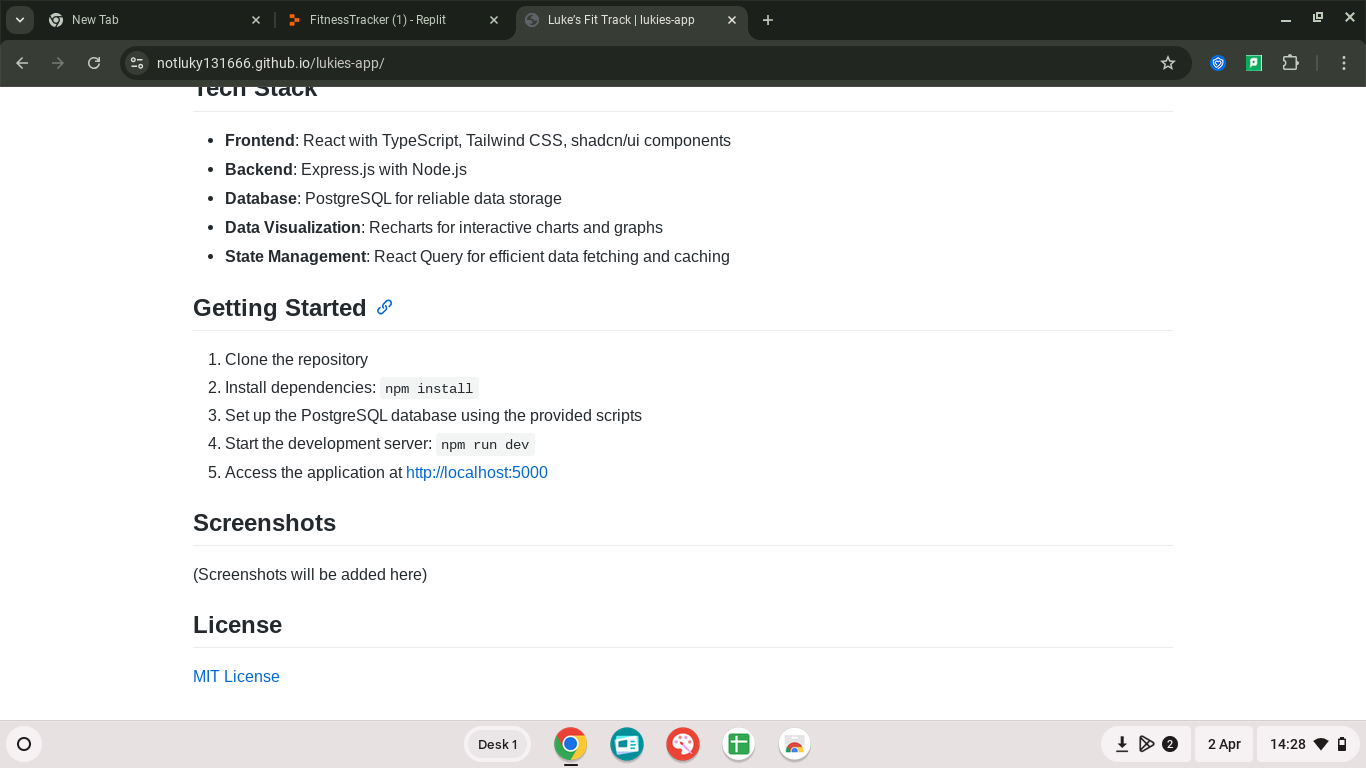 New Tab
FitnessTracker (1) - Replit
Luke's Fit Track | lukies-app
notluky131666.github.io/lukies-app/
Tech Stack
Frontend: React with TypeScript, Tailwind CSS, shadcn/ui components
Backend: Express.js with Node.js
Database: PostgreSQL for reliable data storage
Data Visualization: Recharts for interactive charts and graphs
State Management: React Query for efficient data fetching and caching
Getting Started
1. Clone the repository
2. Install dependencies: npm install
3. Set up the PostgreSQL database using the provided scripts
4. Start the development server: npm run dev
5. Access the application at http://localhost:5000
Screenshots
(Screenshots will be added here)
License
MIT License
Desk 1
2
2 Apr
14:28